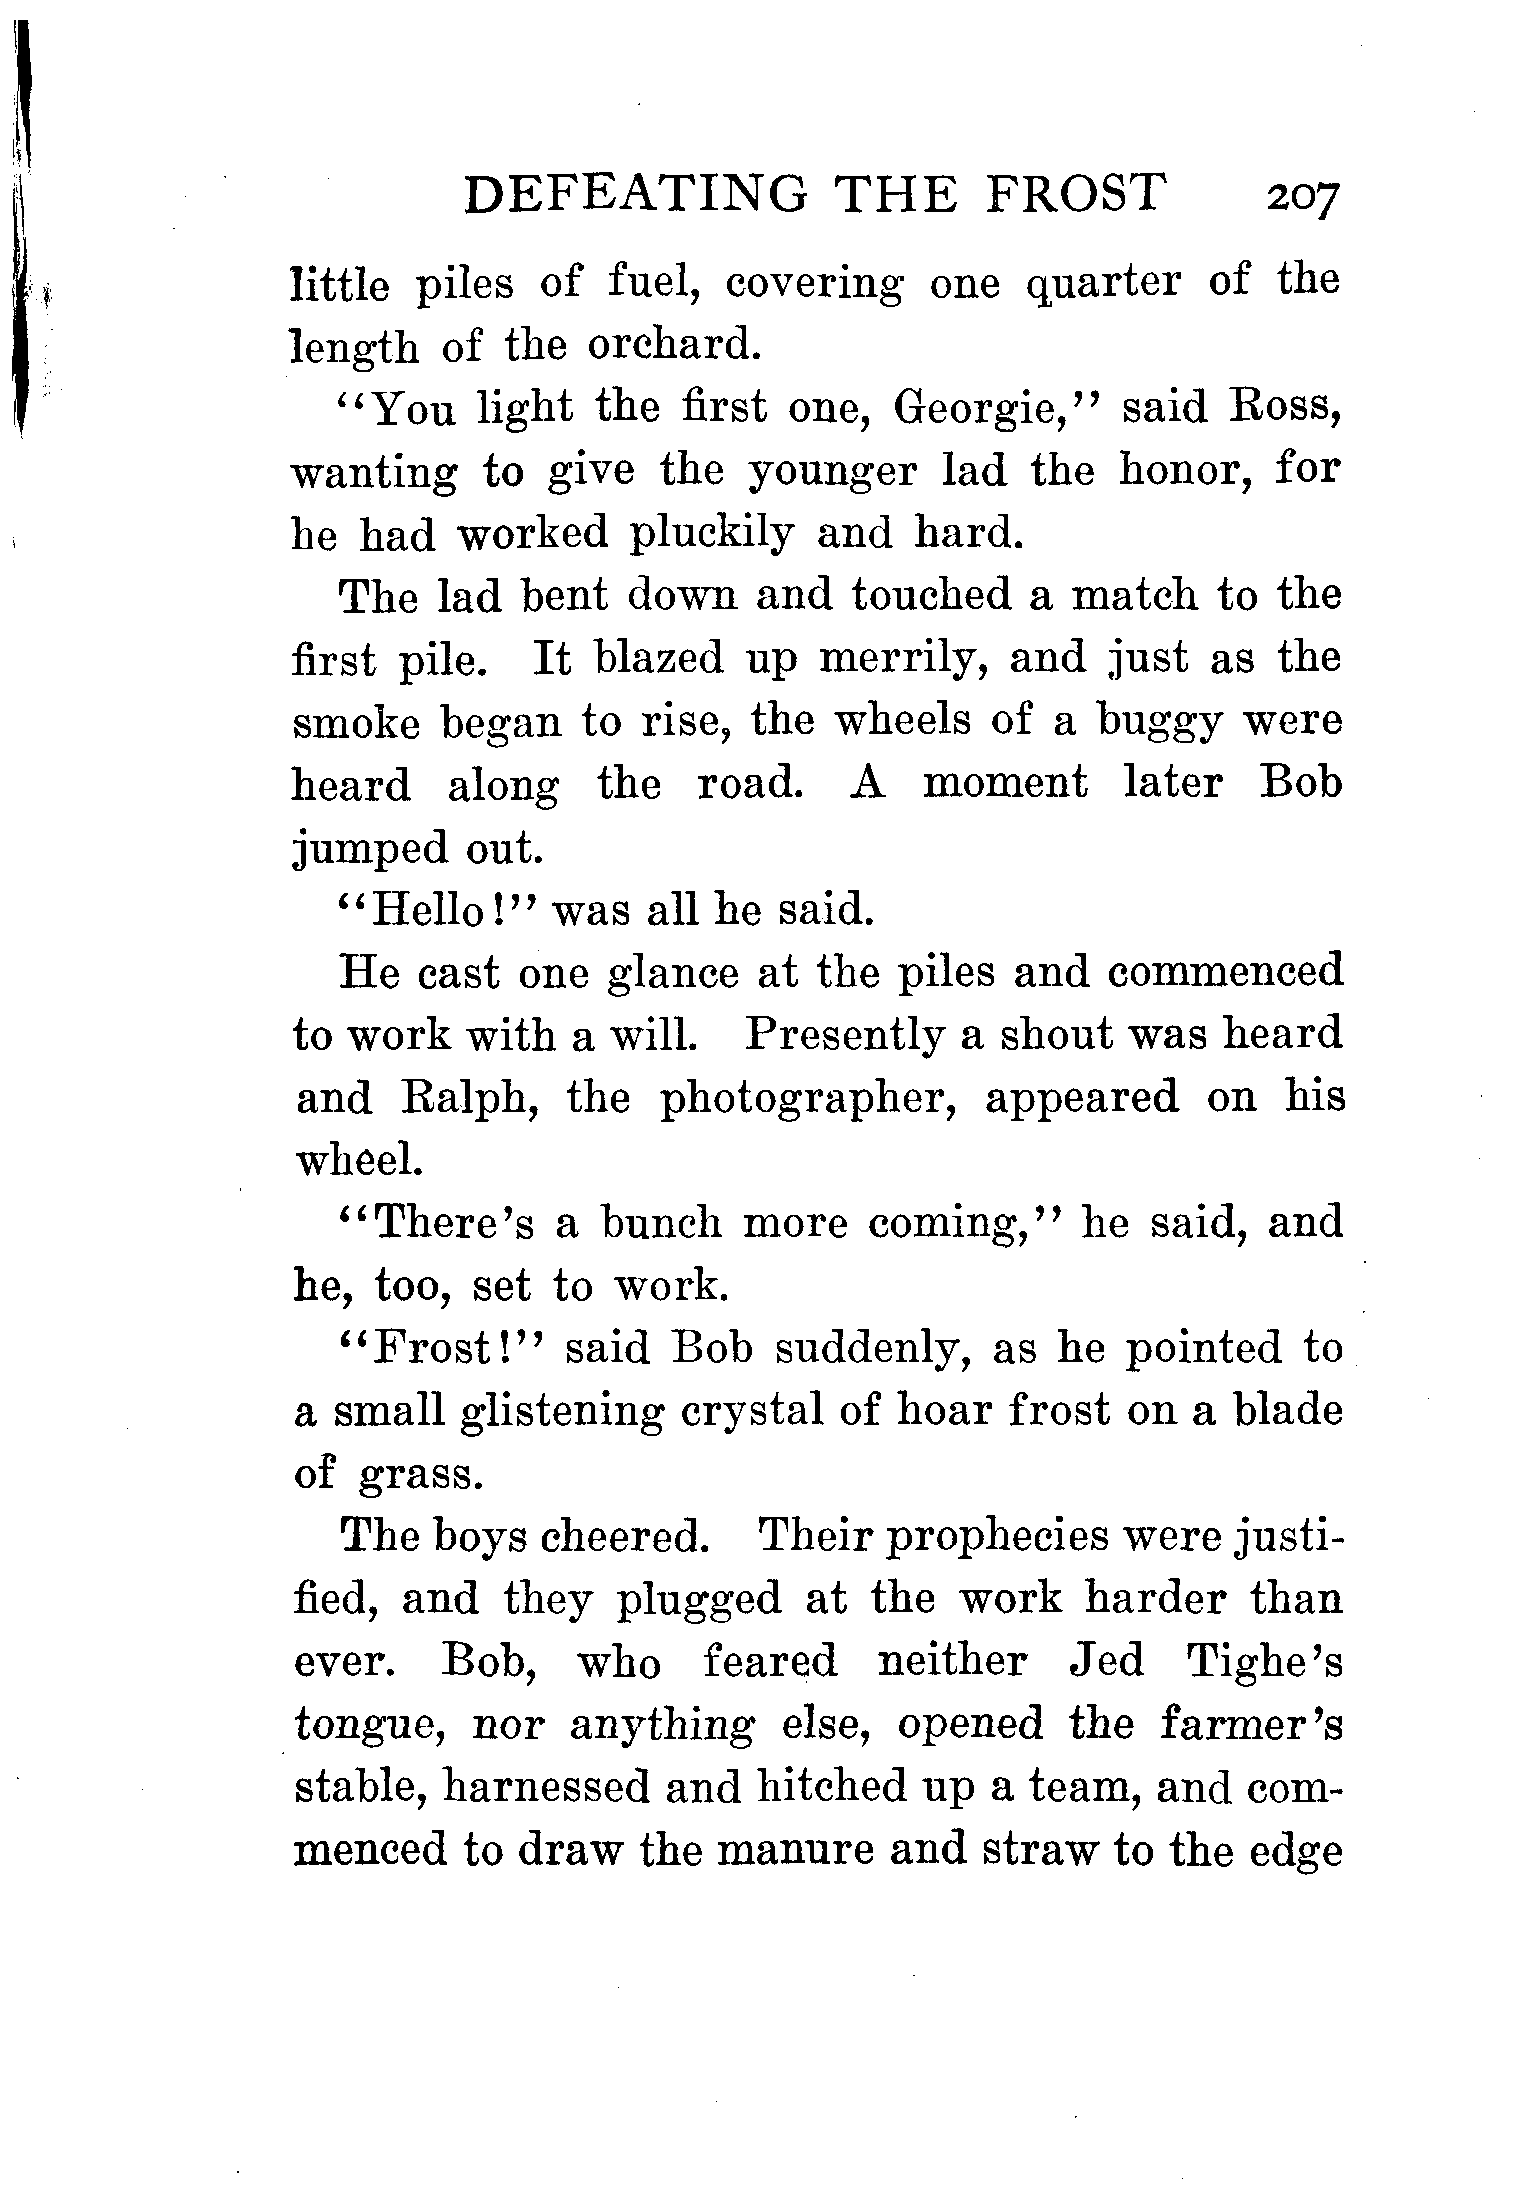 DEFEATING THE FROST 207
little piles of fuel, covering one quarter of the
length of the orchard.
"You light the first one, Georgie," said Ross,
wanting to give the younger lad the honor, for
he had worked pluckily and hard.
The lad bent down and touched a match to the
first pile. It blazed up merrily, and just as the
smoke began to rise, the wheels of a buggy were
heard along the road. A moment later Bob
jumped out.
"Hello!" was all he said.
He cast one glance at the piles and commenced
to work with a will. Presently a shout was heard
and Ralph, the photographer, appeared on his
wheel.
"There's a bunch more coming," he said, and
he, too, set to work.
"Frost!" said Bob suddenly, as he pointed to
a small glistening crystal of hoar frost on a blade
of grass.
The boys cheered. Their prophecies were justi-
fied, and they plugged at the work harder than
ever. Bob, who feared neither Jed Tighe's
tongue, nor anything else, opened the farmer's
stable, harnessed and hitched up a team, and com-
menced to draw the manure and straw to the edge